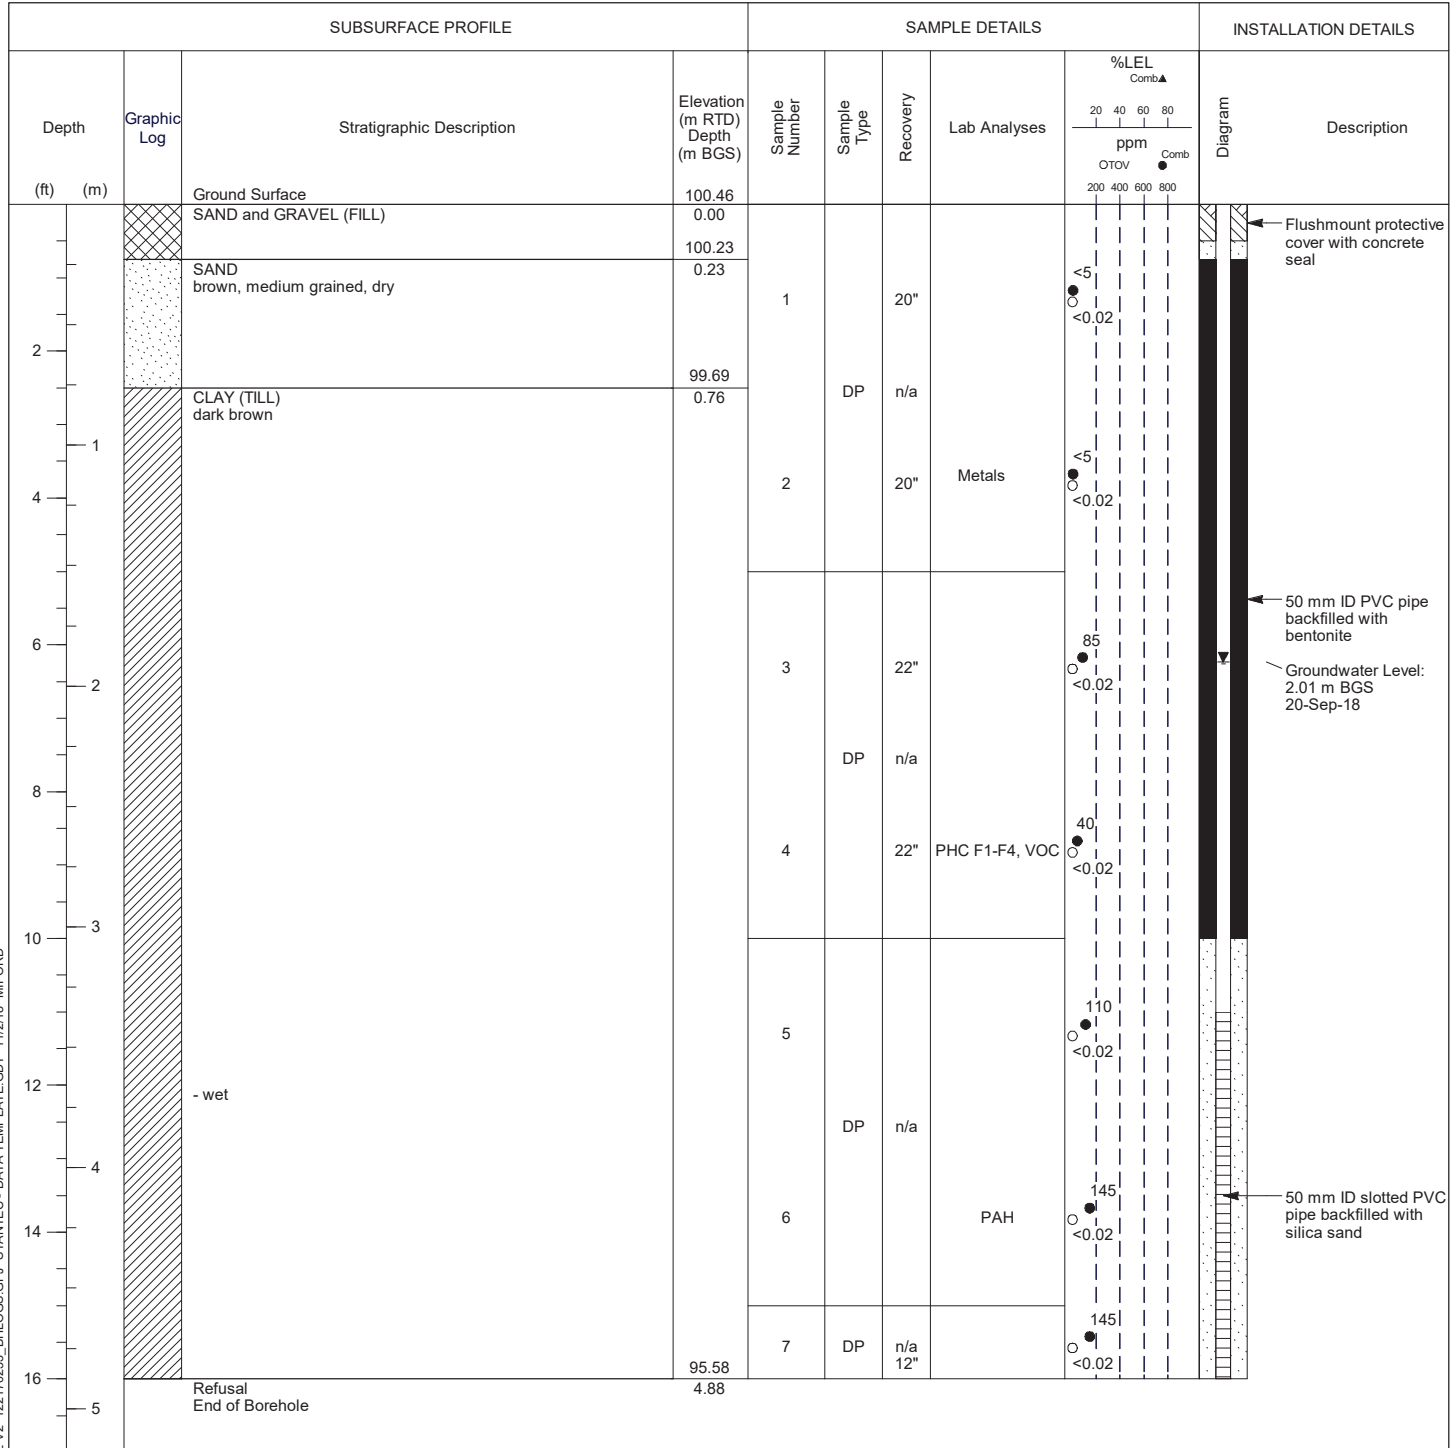 SUBSURFACE PROFILE
SAMPLE DETAILS
INSTALLATION DETAILS
Depth
(ft) (m)
Graphic
Log
Stratigraphic Description
Elevation
(m RTD)
Depth
(m BGS)
Sample
Number
Sample
Type
Recovery
Lab Analyses
%LEL
Comb▲
20 40 60 80
ppm
OTOV ● Comb
200 400 600 800
Diagram
Description
Ground Surface 100.46
SAND and GRAVEL (FILL) 0.00
100.23
SAND 0.23
brown, medium grained, dry
99.69
CLAY (TILL) 0.76
dark brown
- wet
95.58
Refusal 4.88
End of Borehole
2
4
6
8
10
12
14
16
1
2
3
4
5
1 20" <5
<0.02
DP n/a
2 20" Metals <5
<0.02
3 22" 85
<0.02
DP n/a
4 22" PHC F1-F4, VOC 40
<0.02
5 110
<0.02
DP n/a
6 PAH 145
<0.02
7 DP n/a
12"
145
<0.02
Flushmount protective
cover with concrete
seal
50 mm ID PVC pipe
backfilled with
bentonite
Groundwater Level:
2.01 m BGS
20-Sep-18
50 mm ID slotted PVC
pipe backfilled with
silica sand